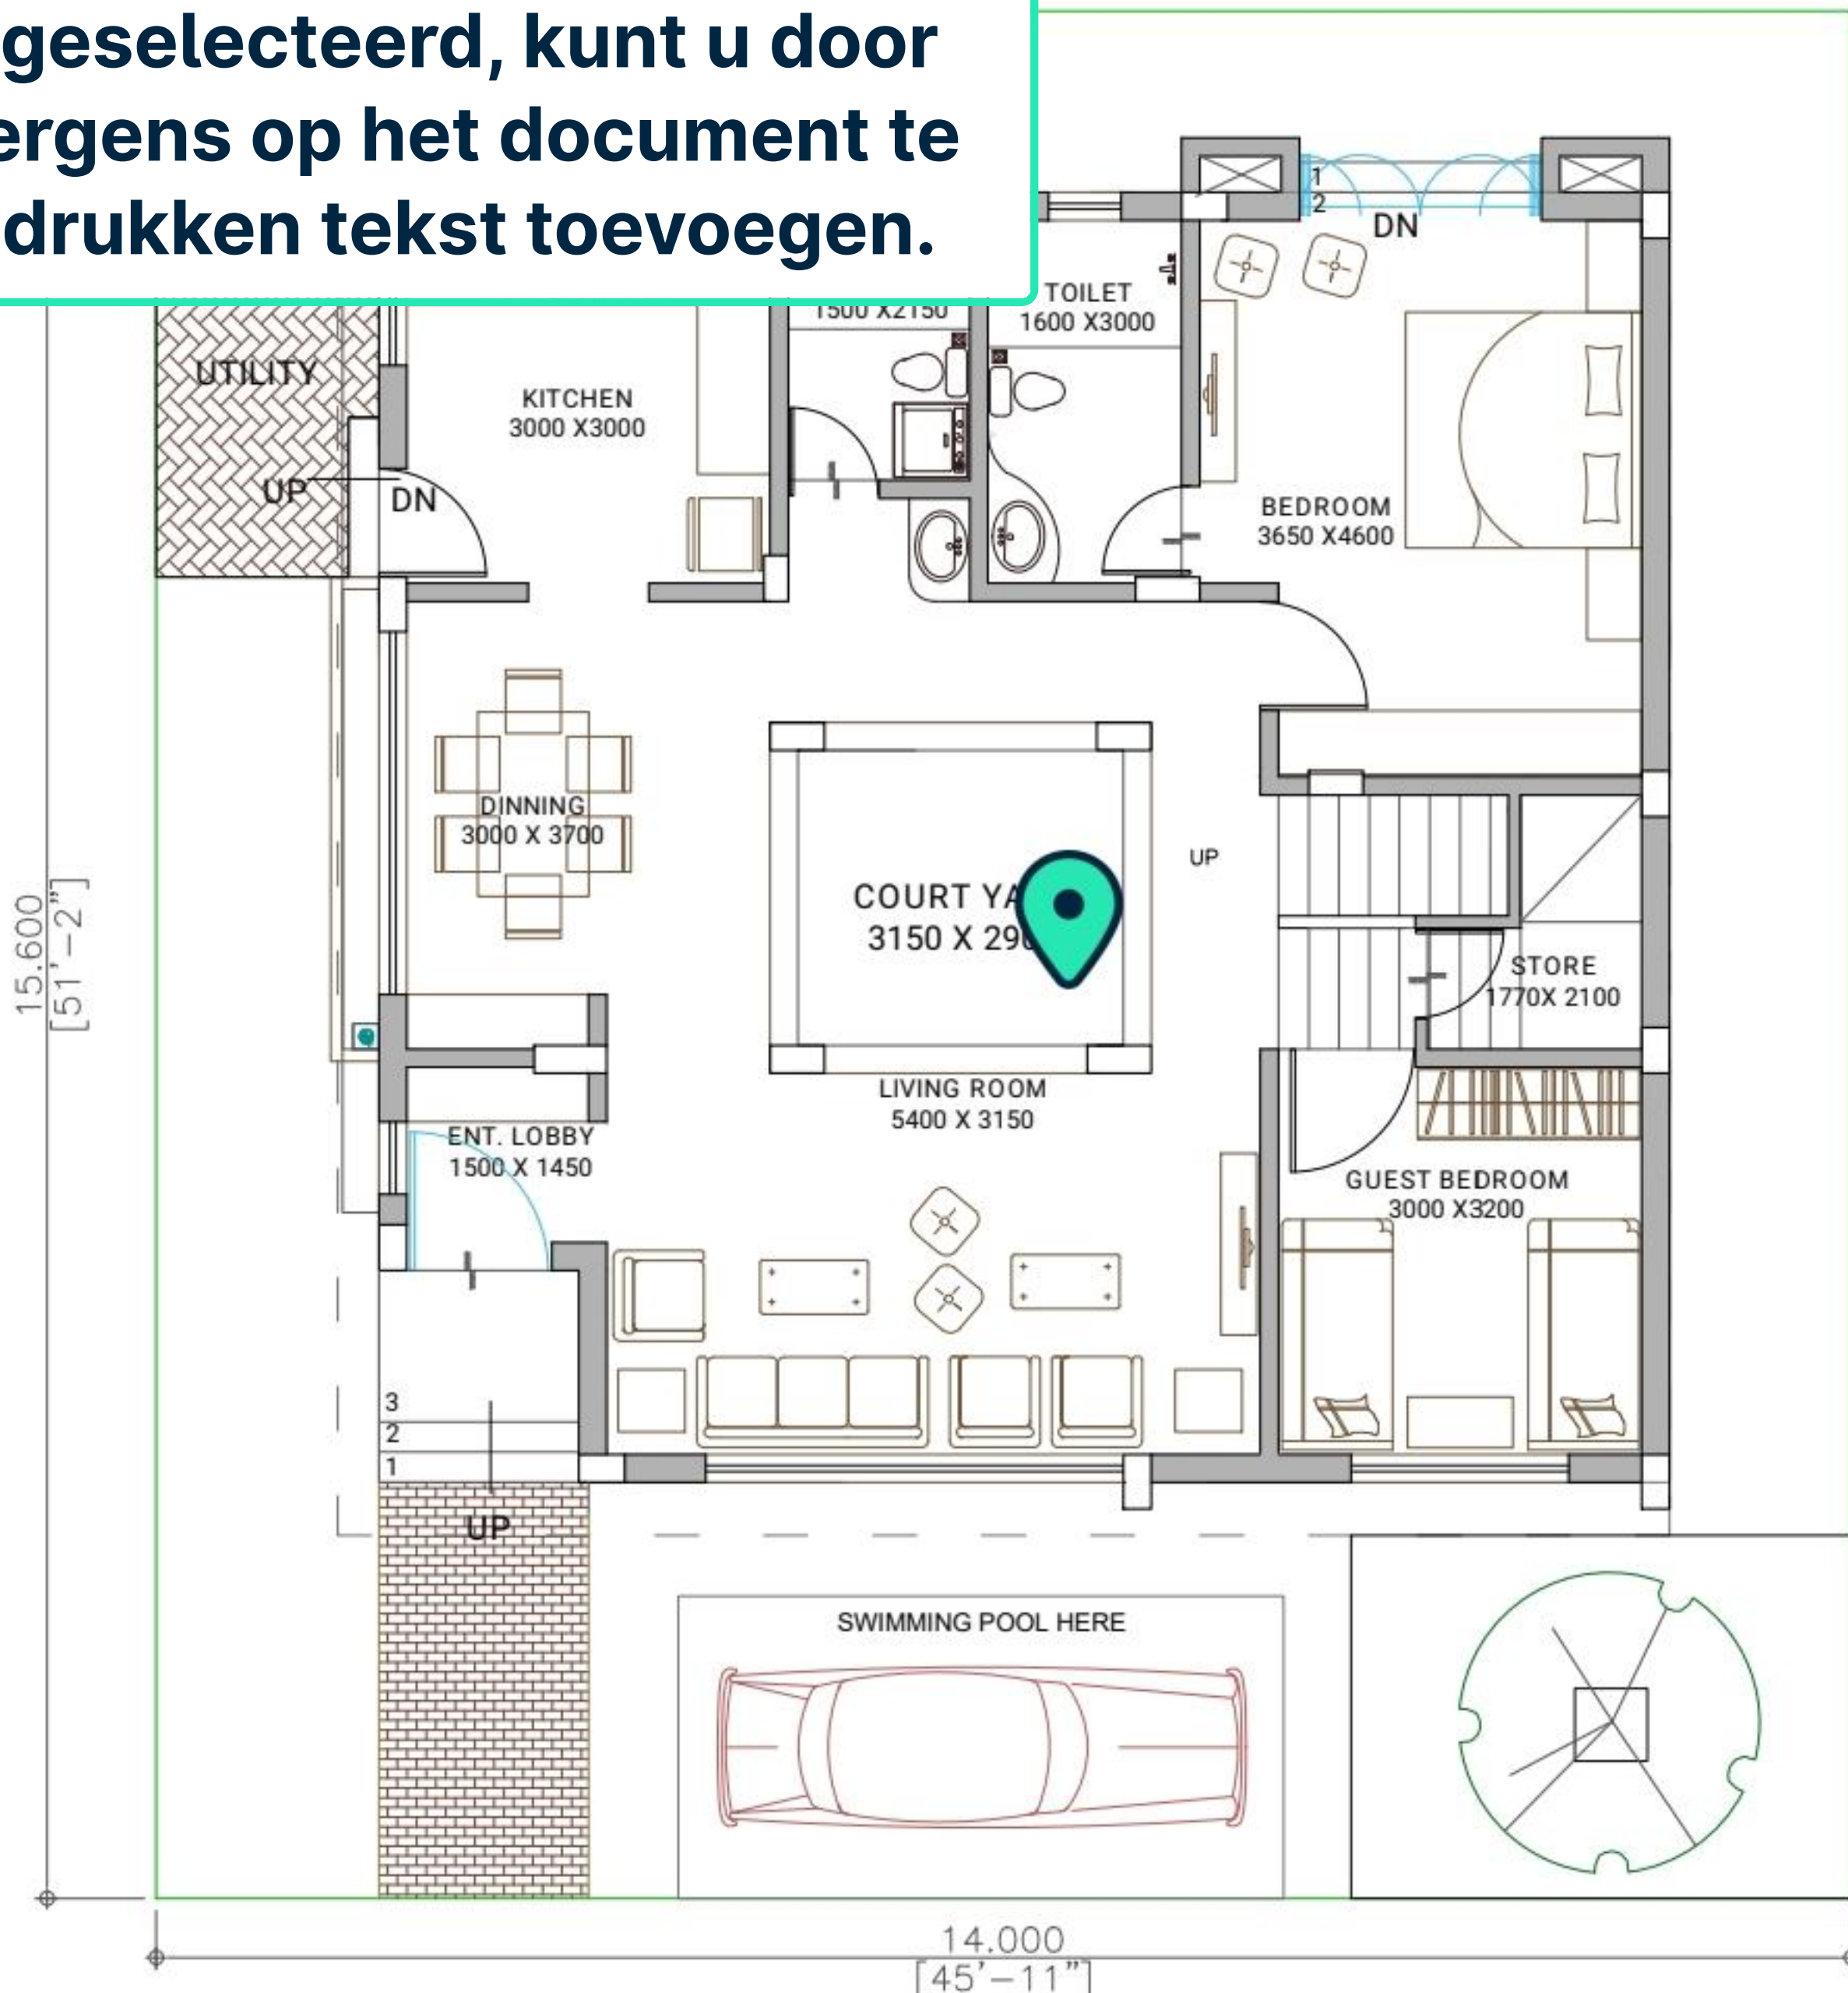 geselecteerd, kunt u door
ergens op het document te
drukken tekst toevoegen.
1
2
DN
TOILET
1600 X3000
1500 X2150
UTILITY
KITCHEN
3000 X3000
UP
DN
BEDROOM
3650 X4600
DINNING
3000 X 3700
UP
COURT YA
3150 X 29
15.600
[51'-2"]
STORE
1770X 2100
LIVING ROOM
5400 X 3150
ENT. LOBBY
1500 X 1450
GUEST BEDROOM
3000 X3200
3
2
1
UP
SWIMMING POOL HERE
14.000
[45'-11"]